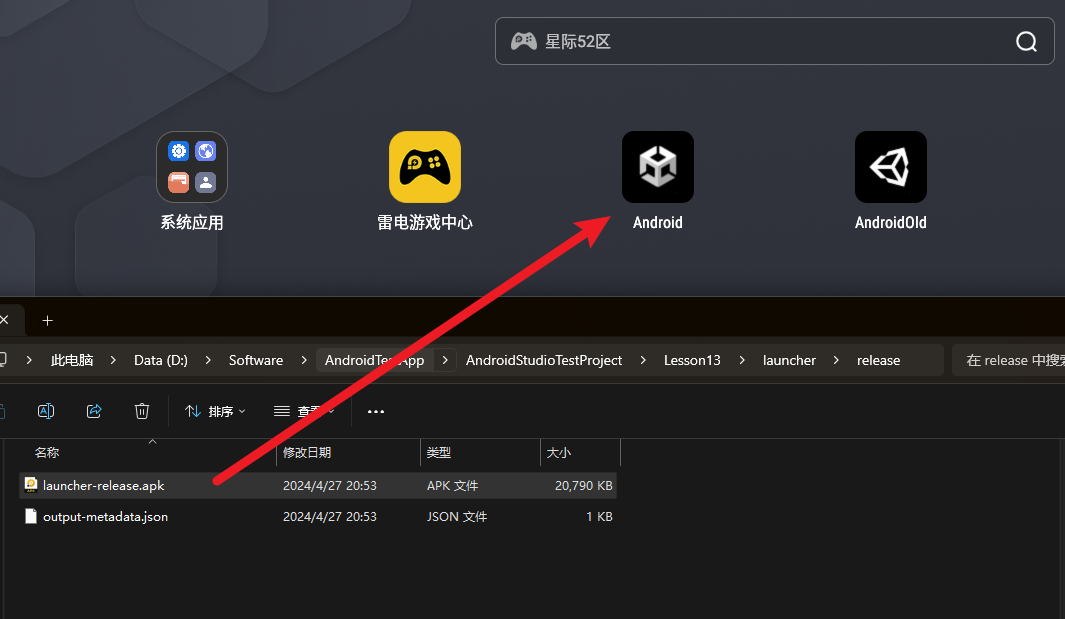 星际52区
系统应用
雷电游戏中心
Android
AndroidOld
此电脑 Data (D:) Software AndroidTestApp AndroidStudioTestProject Lesson13 launcher release
在 release 中搜索
排序 查看
名称 修改日期 类型 大小
launcher-release.apk 2024/4/27 20:53 APK 文件 20,790 KB
output-metadata.json 2024/4/27 20:53 JSON 文件 1 KB